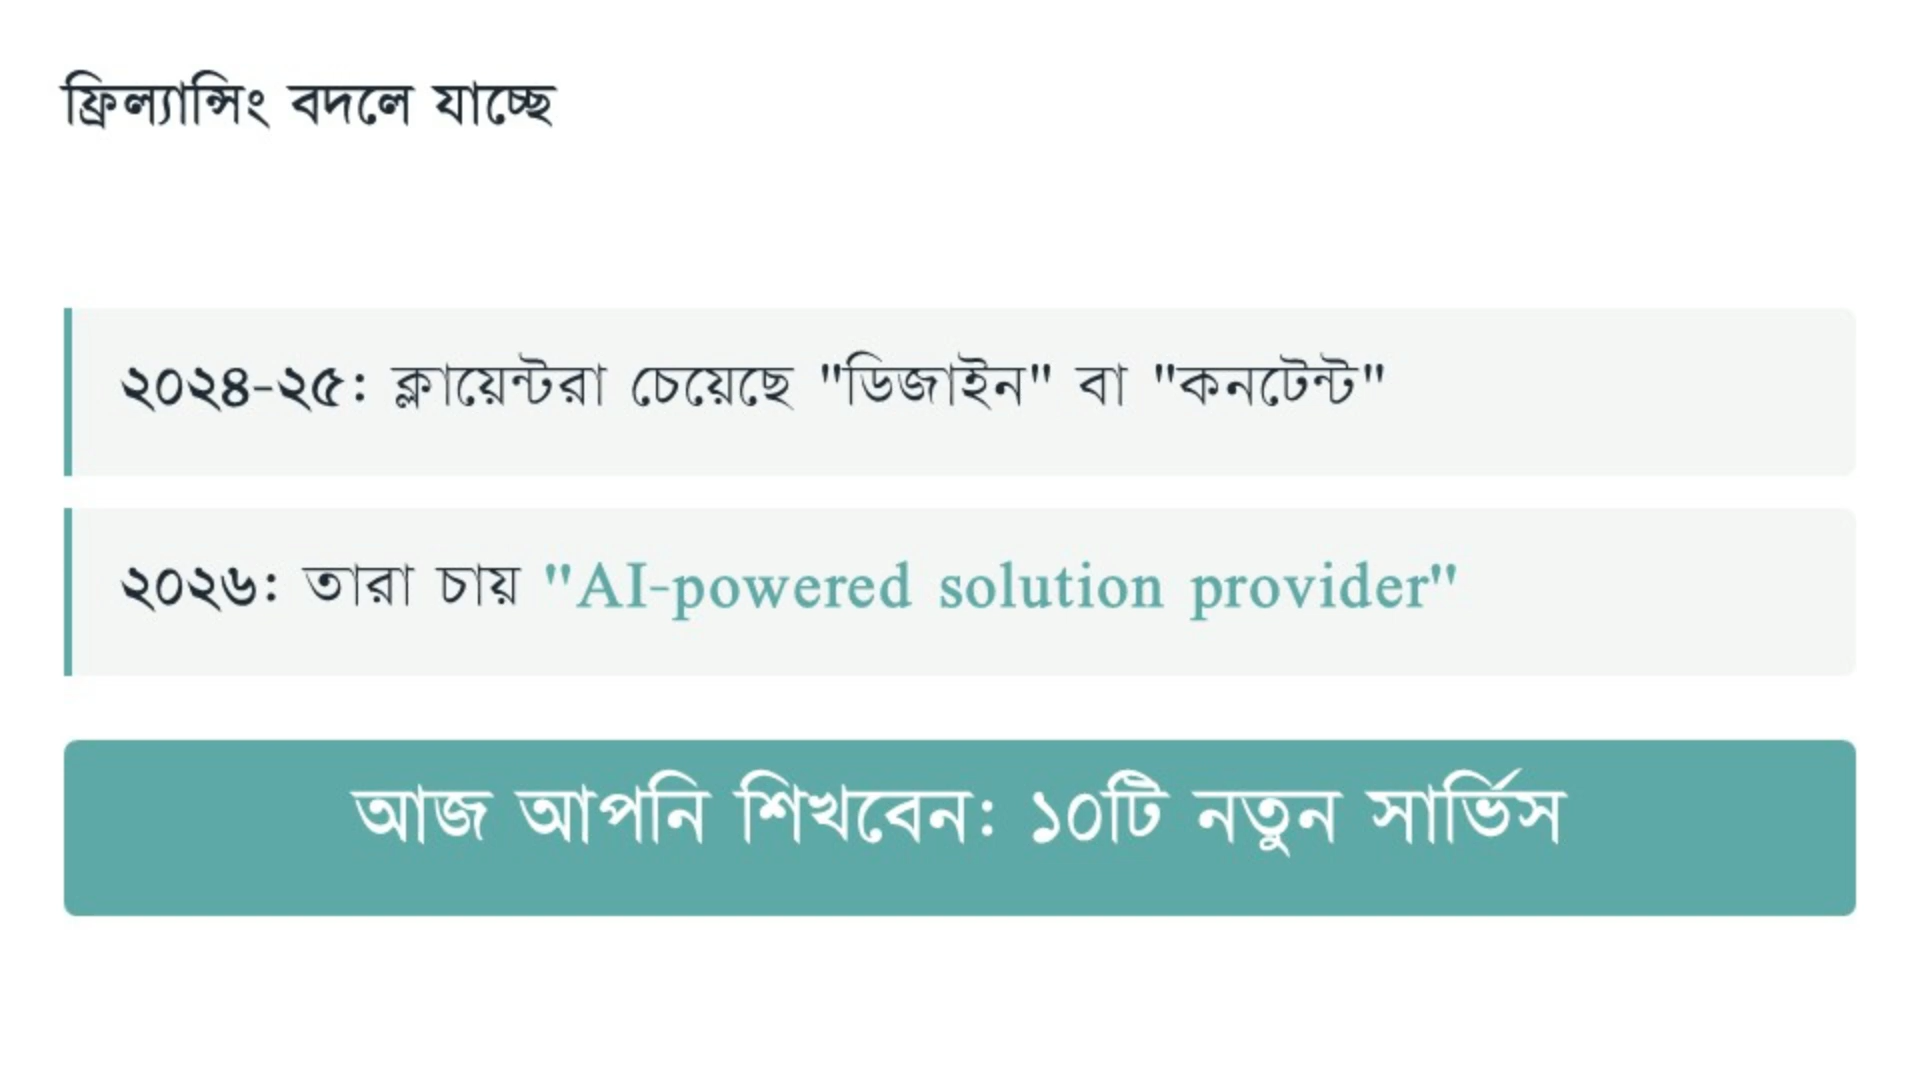 ফ্রিল্যান্সিং বদলে যাচ্ছে
২০২৪-২৫: ক্লায়েন্টরা চেয়েছে "ডিজাইন" বা "কনটেন্ট"
২০২৬: তারা চায় "AI-powered solution provider"
আজ আপনি শিখবেন: ১০টি নতুন সার্ভিস